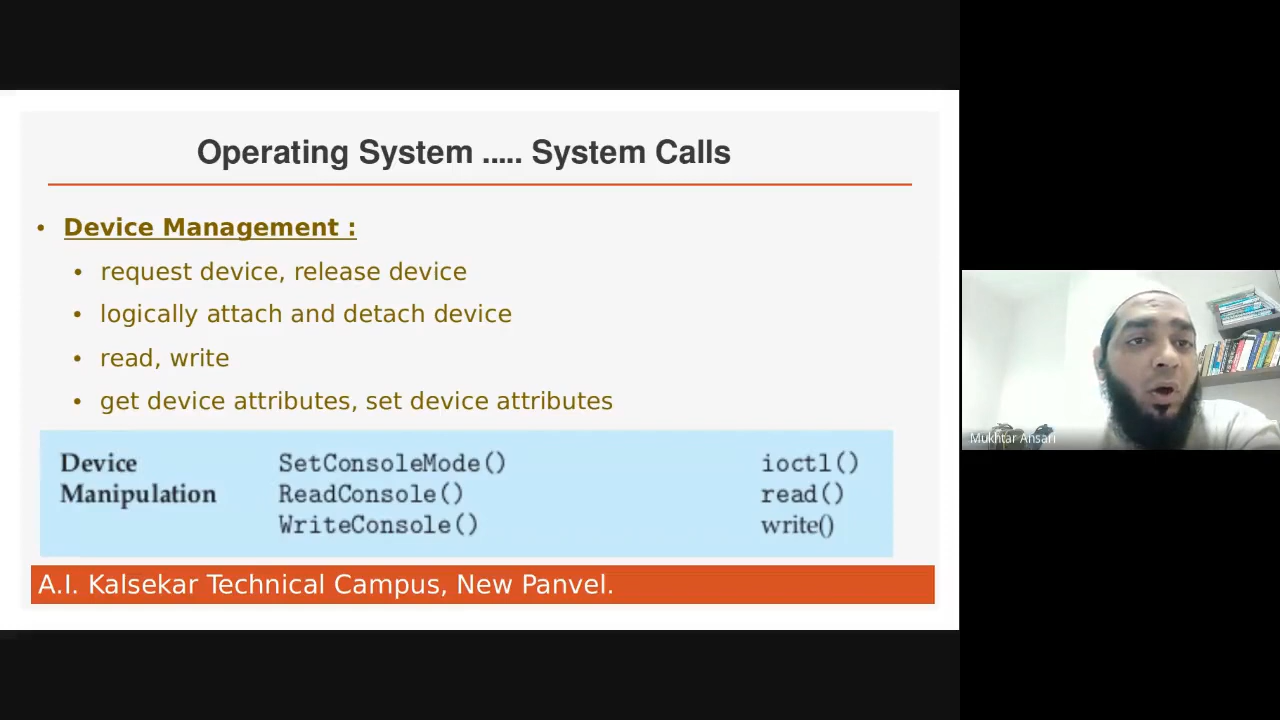 Operating System ..... System Calls
• Device Management :
• request device, release device
• logically attach and detach device
• read, write
• get device attributes, set device attributes
Device SetConsoleMode() ioctl()
Manipulation ReadConsole() read()
WriteConsole() write()
A.I. Kalsekar Technical Campus, New Panvel.
Mukhtar Ansari